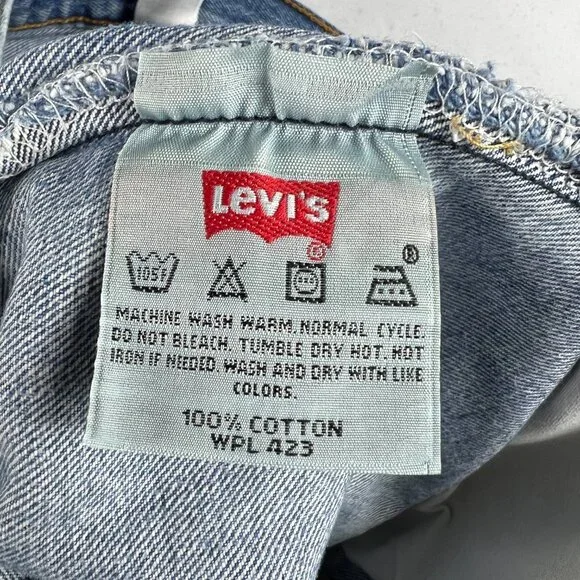 Levi's
®
®
105F
MACHINE WASH WARM. NORMAL CYCLE.
DO NOT BLEACH. TUMBLE DRY HOT. HOT
IRON IF NEEDED. WASH AND DRY WITH LIKE
COLORS.
100% COTTON
WPL 423